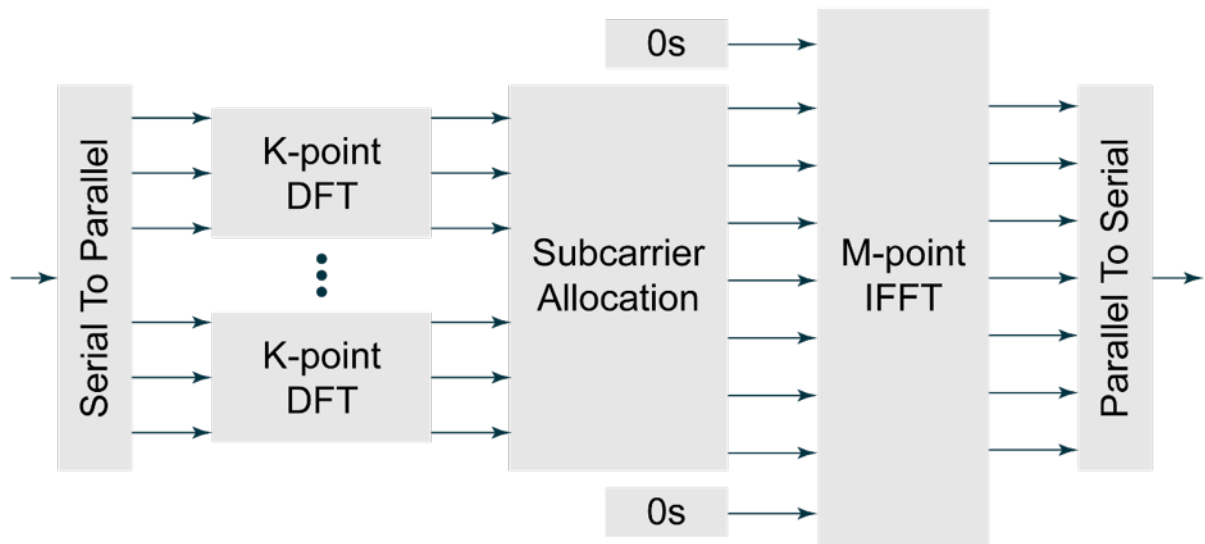 Serial To Parallel
K-point
DFT
K-point
DFT
Subcarrier
Allocation
0s
0s
M-point
IFFT
Parallel To Serial